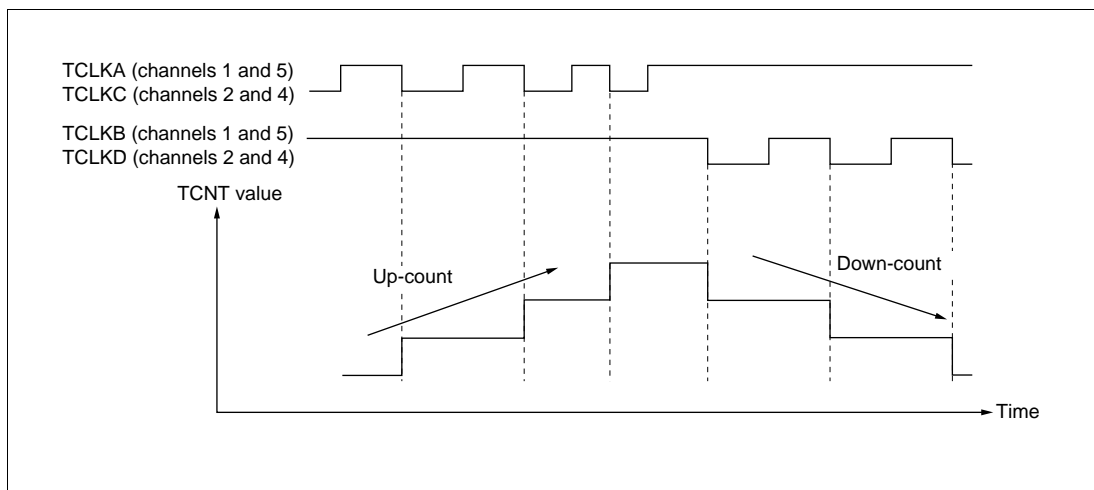 TCLKA (channels 1 and 5)
TCLKC (channels 2 and 4)
TCLKB (channels 1 and 5)
TCLKD (channels 2 and 4)
TCNT value
Up-count
Down-count
Time